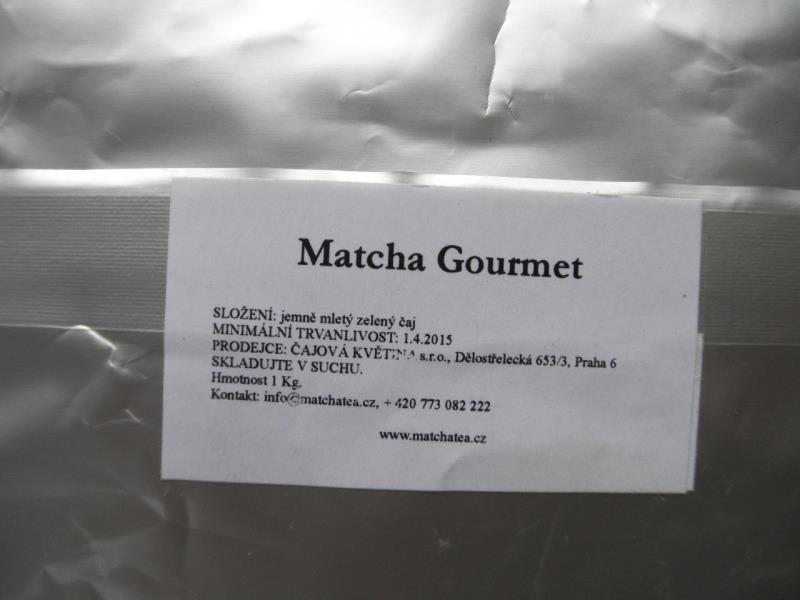 Matcha Gourmet
SLOŽENÍ: jemně mletý zelený čaj
MINIMÁLNÍ TRVANLIVOST: 1.4.2015
PRODEJCE: ČAJOVÁ KVĚTINA s.r.o., Dělostřelecká 653/3, Praha 6
SKLADUJTE V SUCHU.
Hmotnost 1 Kg.
Kontakt: info@matchatea.cz, + 420 773 082 222
www.matchatea.cz